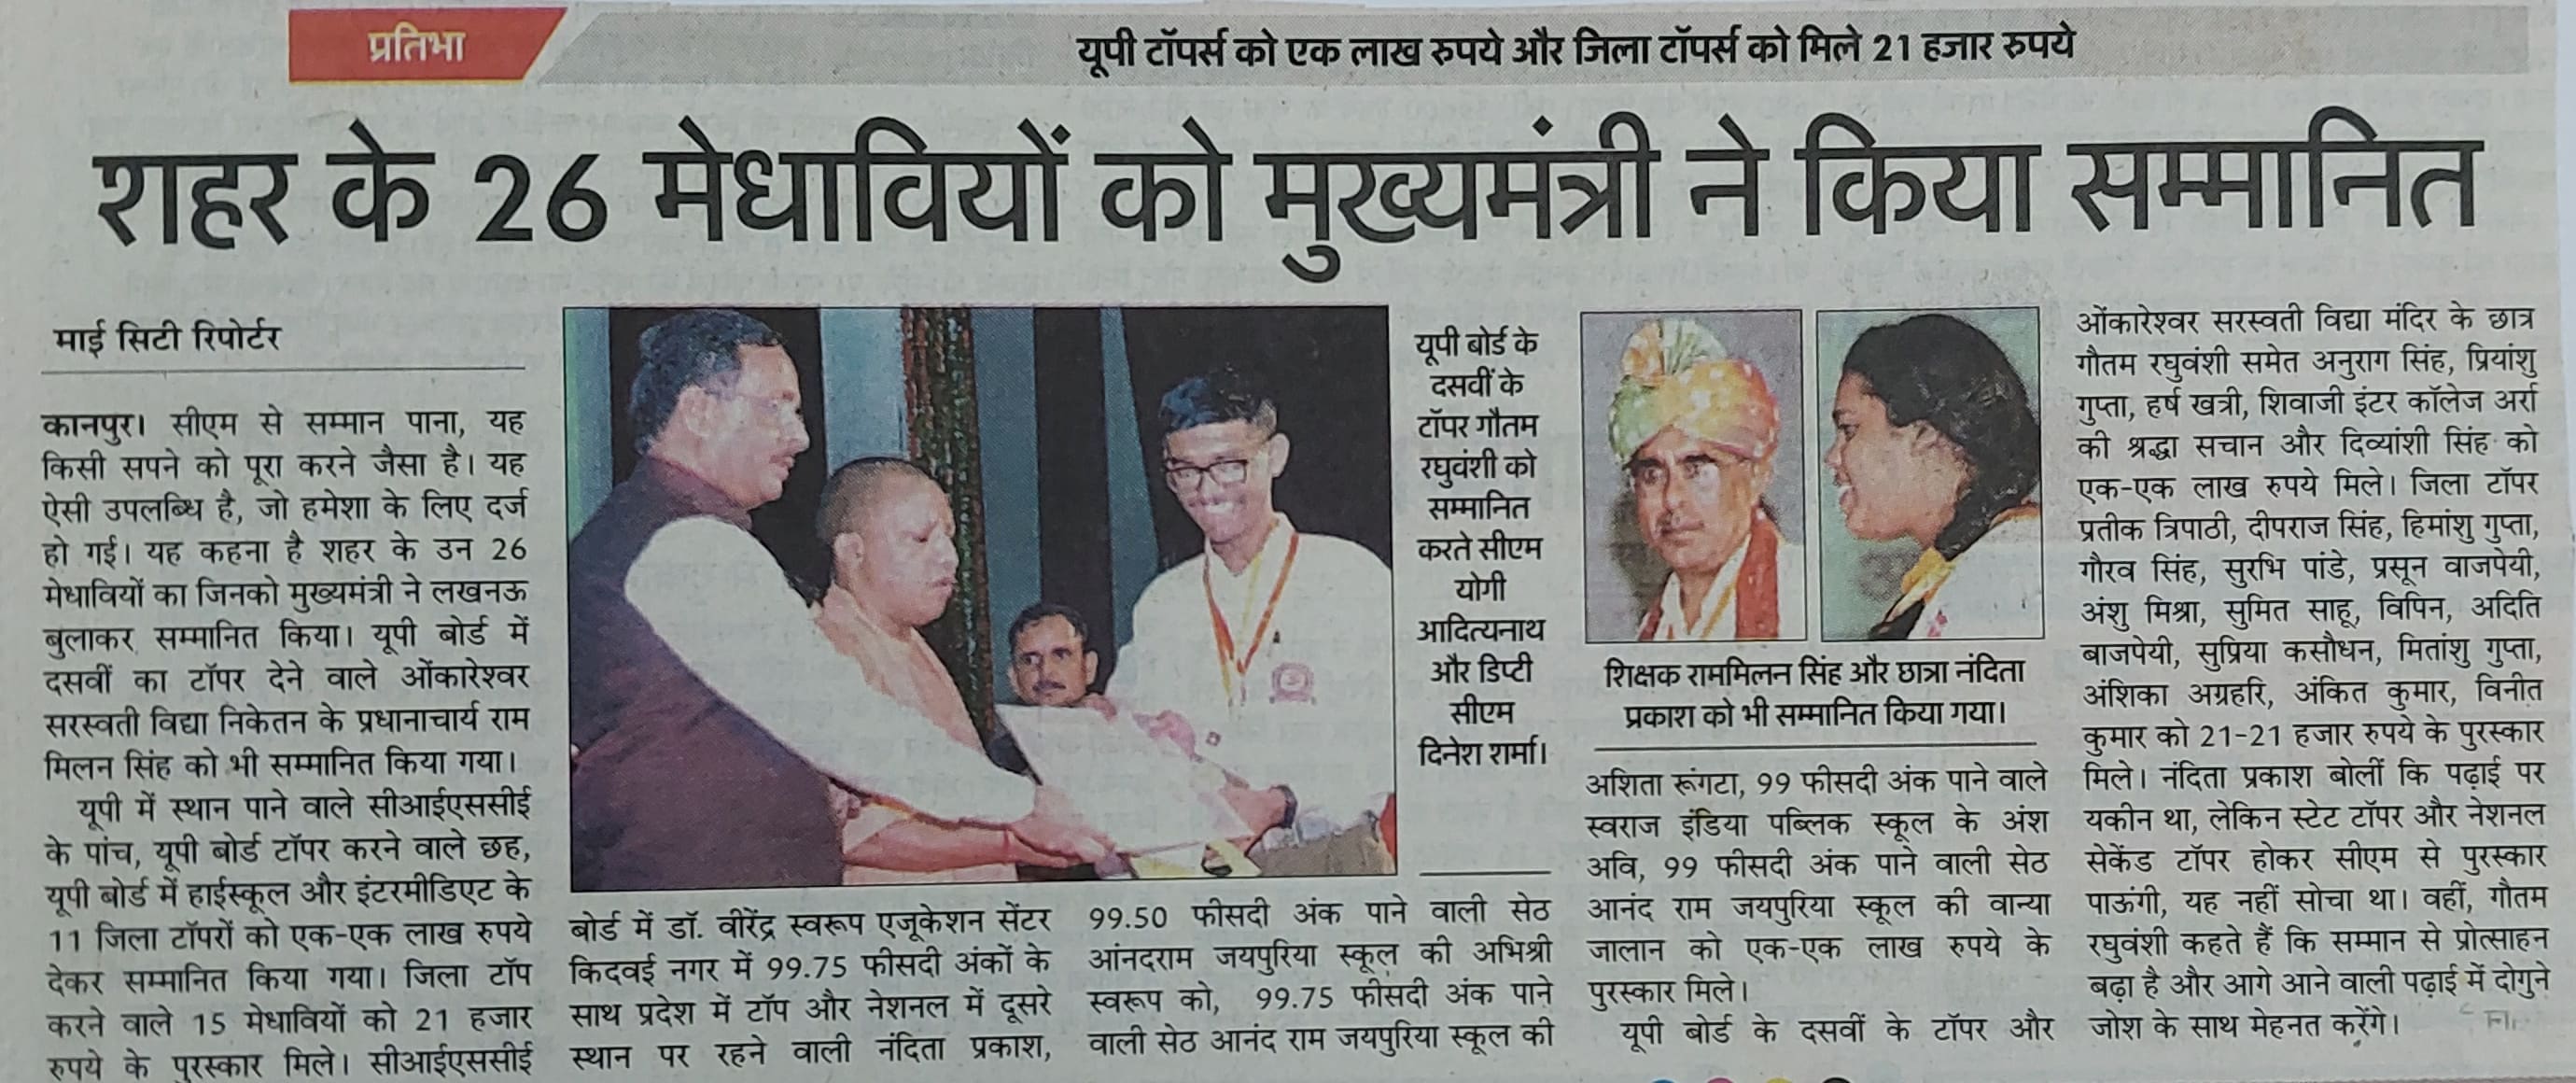 प्रतिभा
यूपी टॉपर्स को एक लाख रुपये और जिला टॉपर्स को मिले 21 हजार रुपये
शहर के 26 मेधावियों को मुख्यमंत्री ने किया सम्मानित
माई सिटी रिपोर्टर
कानपुर। सीएम से सम्मान पाना, यह
किसी सपने को पूरा करने जैसा है। यह
ऐसी उपलब्धि है, जो हमेशा के लिए दर्ज
हो गई। यह कहना है शहर के उन 26
मेधावियों का जिनको मुख्यमंत्री ने लखनऊ
बुलाकर सम्मानित किया। यूपी बोर्ड में
दसवीं का टॉपर देने वाले ओंकारेश्वर
सरस्वती विद्या निकेतन के प्रधानाचार्य राम
मिलन सिंह को भी सम्मानित किया गया।
यूपी में स्थान पाने वाले सीआईएससीई
के पांच, यूपी बोर्ड टॉपर करने वाले छह,
यूपी बोर्ड में हाईस्कूल और इंटरमीडिएट के
11 जिला टॉपरों को एक-एक लाख रुपये
देकर सम्मानित किया गया। जिला टॉप
करने वाले 15 मेधावियों को 21 हजार
रुपये के पुरस्कार मिले। सीआईएससीई
बोर्ड में डॉ. वीरेंद्र स्वरूप एजूकेशन सेंटर
किदवई नगर में 99.75 फीसदी अंकों के
साथ प्रदेश में टॉप और नेशनल में दूसरे
स्थान पर रहने वाली नंदिता प्रकाश,
99.50 फीसदी अंक पाने वाली सेठ
आंनदराम जयपुरिया स्कूल की अभिश्री
स्वरूप को, 99.75 फीसदी अंक पाने
वाली सेठ आनंद राम जयपुरिया स्कूल की
यूपी बोर्ड के
दसवीं के
टॉपर गौतम
रघुवंशी को
सम्मानित
करते सीएम
योगी
आदित्यनाथ
और डिप्टी
सीएम
दिनेश शर्मा।
शिक्षक राममिलन सिंह और छात्रा नंदिता
प्रकाश को भी सम्मानित किया गया।
अशिता रूंगटा, 99 फीसदी अंक पाने वाले
स्वराज इंडिया पब्लिक स्कूल के अंश
अवि, 99 फीसदी अंक पाने वाली सेठ
आनंद राम जयपुरिया स्कूल की वान्या
जालान को एक-एक लाख रुपये के
पुरस्कार मिले।
यूपी बोर्ड के दसवीं के टॉपर और
ओंकारेश्वर सरस्वती विद्या मंदिर के छात्र
गौतम रघुवंशी समेत अनुराग सिंह, प्रियांशु
गुप्ता, हर्ष खत्री, शिवाजी इंटर कॉलेज अर्रा
की श्रद्धा सचान और दिव्यांशी सिंह को
एक-एक लाख रुपये मिले। जिला टॉपर
प्रतीक त्रिपाठी, दीपराज सिंह, हिमांशु गुप्ता,
गौरव सिंह, सुरभि पांडे, प्रसून वाजपेयी,
अंशु मिश्रा, सुमित साहू, विपिन, अदिति
बाजपेयी, सुप्रिया कसौधन, मितांशु गुप्ता,
अंशिका अग्रहरि, अंकित कुमार, विनीत
कुमार को 21-21 हजार रुपये के पुरस्कार
मिले। नंदिता प्रकाश बोलीं कि पढ़ाई पर
यकीन था, लेकिन स्टेट टॉपर और नेशनल
सेकेंड टॉपर होकर सीएम से पुरस्कार
पाऊंगी, यह नहीं सोचा था। वहीं, गौतम
रघुवंशी कहते हैं कि सम्मान से प्रोत्साहन
बढ़ा है और आगे आने वाली पढ़ाई में दोगुने
जोश के साथ मेहनत करेंगे।